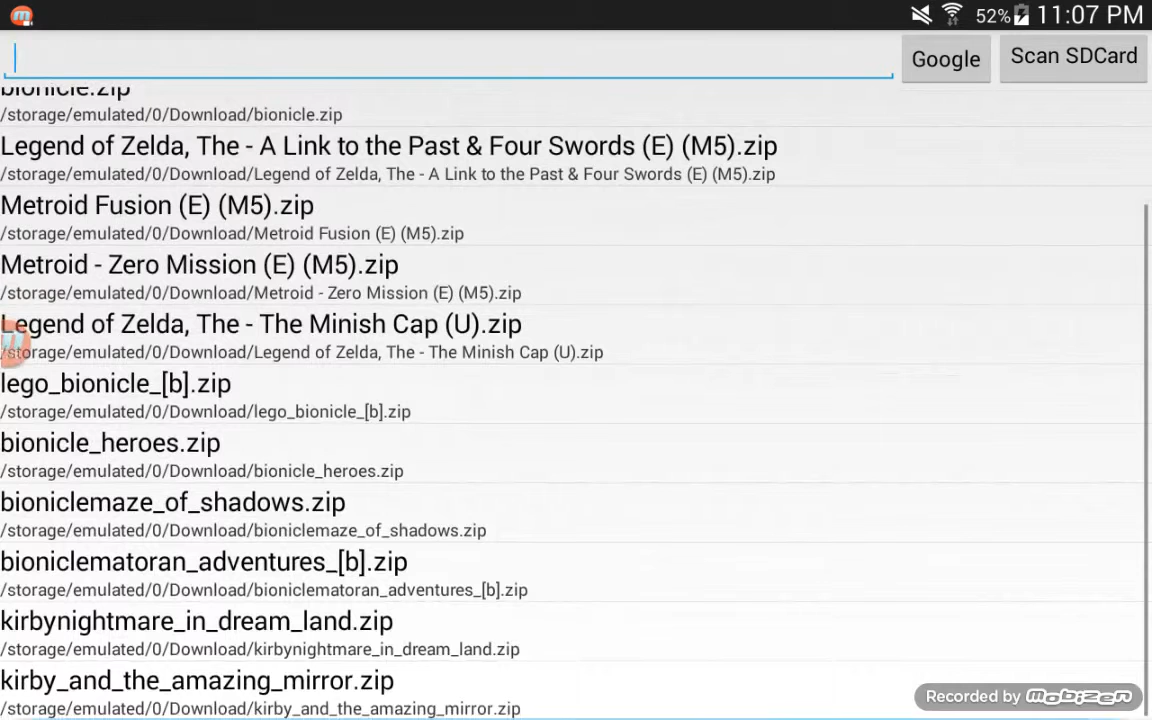 52% 11:07 PM
Google Scan SDCard
bionicle.zip
/storage/emulated/0/Download/bionicle.zip
Legend of Zelda, The - A Link to the Past & Four Swords (E) (M5).zip
/storage/emulated/0/Download/Legend of Zelda, The - A Link to the Past & Four Swords (E) (M5).zip
Metroid Fusion (E) (M5).zip
/storage/emulated/0/Download/Metroid Fusion (E) (M5).zip
Metroid - Zero Mission (E) (M5).zip
/storage/emulated/0/Download/Metroid - Zero Mission (E) (M5).zip
Legend of Zelda, The - The Minish Cap (U).zip
/storage/emulated/0/Download/Legend of Zelda, The - The Minish Cap (U).zip
lego_bionicle_[b].zip
/storage/emulated/0/Download/lego_bionicle_[b].zip
bionicle_heroes.zip
/storage/emulated/0/Download/bionicle_heroes.zip
bioniclemaze_of_shadows.zip
/storage/emulated/0/Download/bioniclemaze_of_shadows.zip
bioniclematoran_adventures_[b].zip
/storage/emulated/0/Download/bioniclematoran_adventures_[b].zip
kirbynightmare_in_dream_land.zip
/storage/emulated/0/Download/kirbynightmare_in_dream_land.zip
kirby_and_the_amazing_mirror.zip
/storage/emulated/0/Download/kirby_and_the_amazing_mirror.zip
Recorded by mobizen